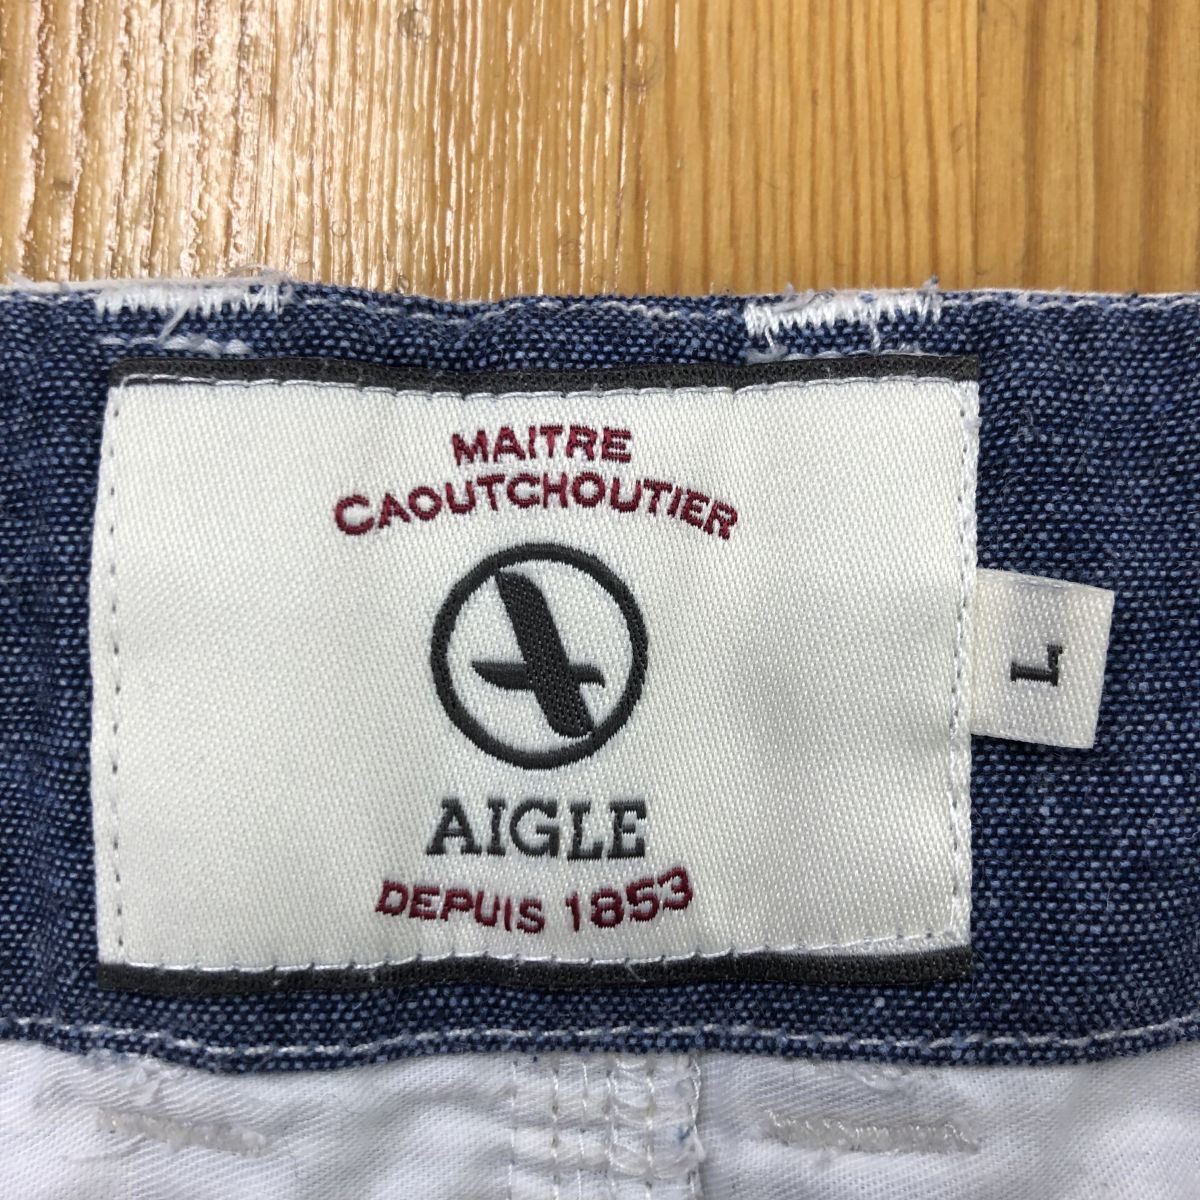 MAITRE
CAOUTCHOUTIER
AIGLE
DEPUIS 1853
L